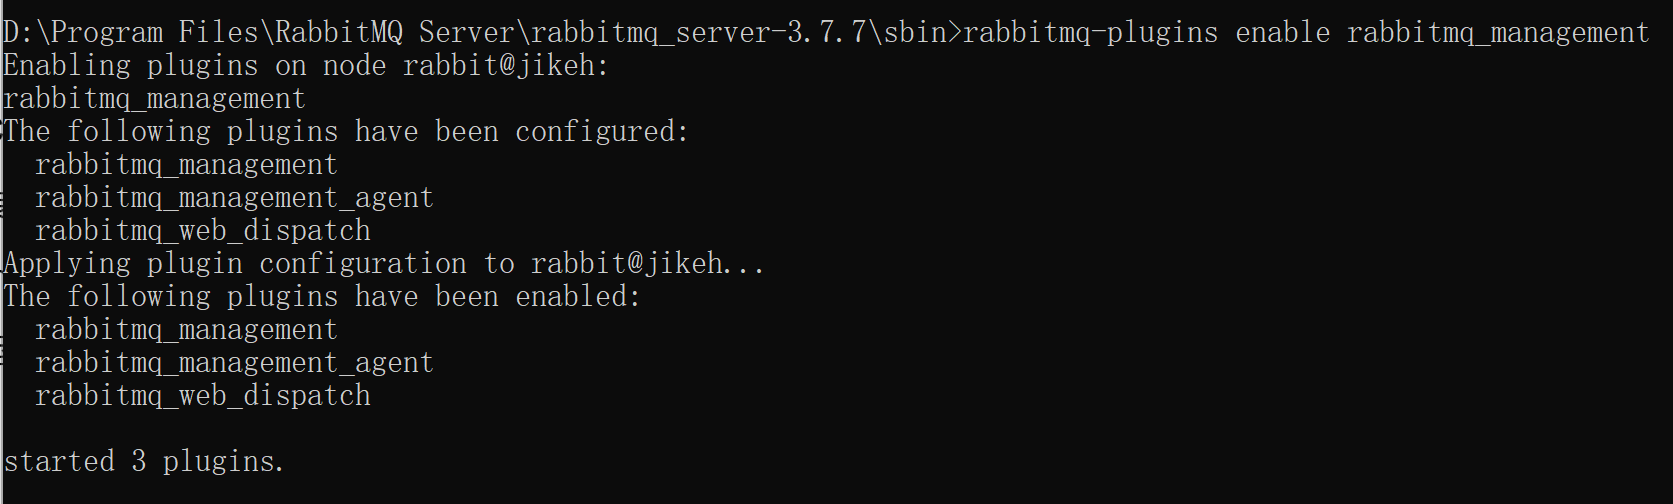 D:\Program Files\RabbitMQ Server\rabbitmq_server-3.7.7\sbin>rabbitmq-plugins enable rabbitmq_management
Enabling plugins on node rabbit@jikeh:
rabbitmq_management
The following plugins have been configured:
  rabbitmq_management
  rabbitmq_management_agent
  rabbitmq_web_dispatch
Applying plugin configuration to rabbit@jikeh...
The following plugins have been enabled:
  rabbitmq_management
  rabbitmq_management_agent
  rabbitmq_web_dispatch

started 3 plugins.